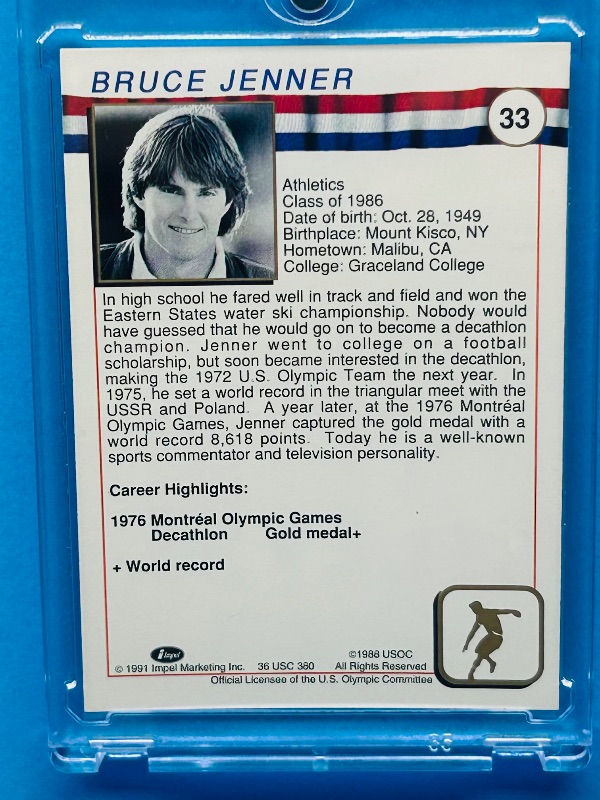 BRUCE JENNER
33
Athletics
Class of 1986
Date of birth: Oct. 28, 1949
Birthplace: Mount Kisco, NY
Hometown: Malibu, CA
College: Graceland College
In high school he fared well in track and field and won the
Eastern States water ski championship. Nobody would
have guessed that he would go on to become a decathlon
champion. Jenner went to college on a football
scholarship, but soon became interested in the decathlon,
making the 1972 U.S. Olympic Team the next year. In
1975, he set a world record in the triangular meet with the
USSR and Poland. A year later, at the 1976 Montréal
Olympic Games, Jenner captured the gold medal with a
world record 8,618 points. Today he is a well-known
sports commentator and television personality.
Career Highlights:
1976 Montréal Olympic Games
Decathlon Gold medal+
+ World record
Impel
©1988 USOC
© 1991 Impel Marketing Inc. 36 USC 380 All Rights Reserved
Official Licensee of the U.S. Olympic Committee